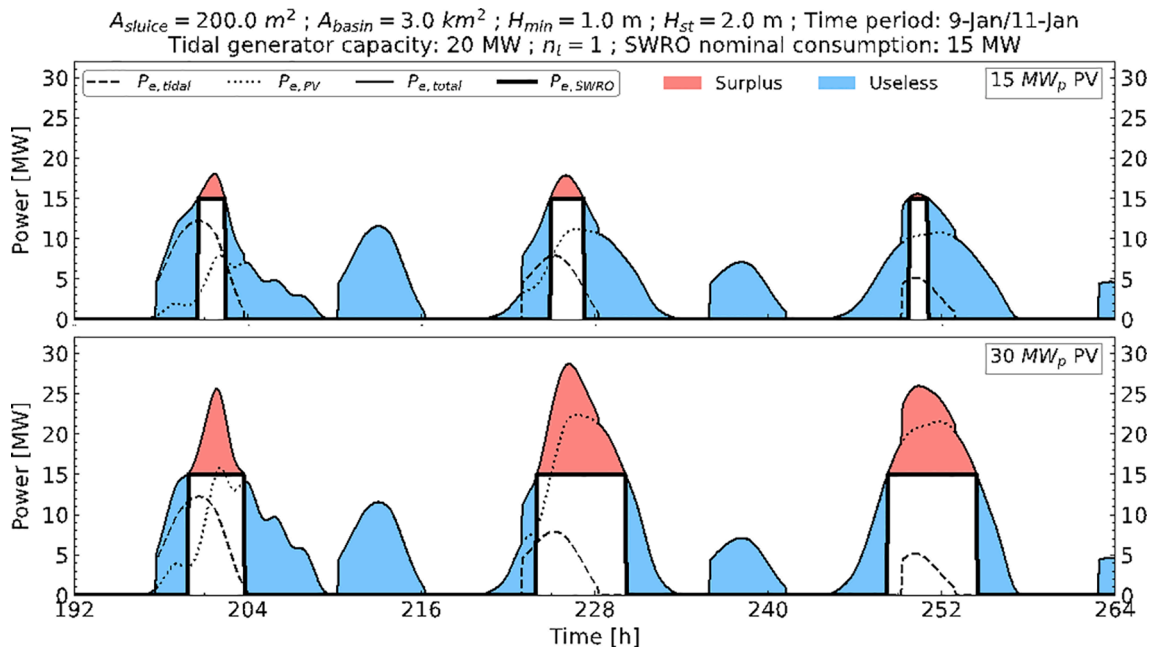 A_sluice = 200.0 m² ; A_basin = 3.0 km² ; H_min = 1.0 m ; H_st = 2.0 m ; Time period: 9-Jan/11-Jan
Tidal generator capacity: 20 MW ; n_l = 1 ; SWRO nominal consumption: 15 MW
P_e,tidal P_e,PV P_e,total P_e,SWRO Surplus Useless 15 MW_p PV
30 30
25 25
20 20
15 15
10 10
5 5
0 0
Power [MW]
30 MW_p PV
30 30
25 25
20 20
15 15
10 10
5 5
0 0
Power [MW]
192 204 216 228 240 252 264
Time [h]